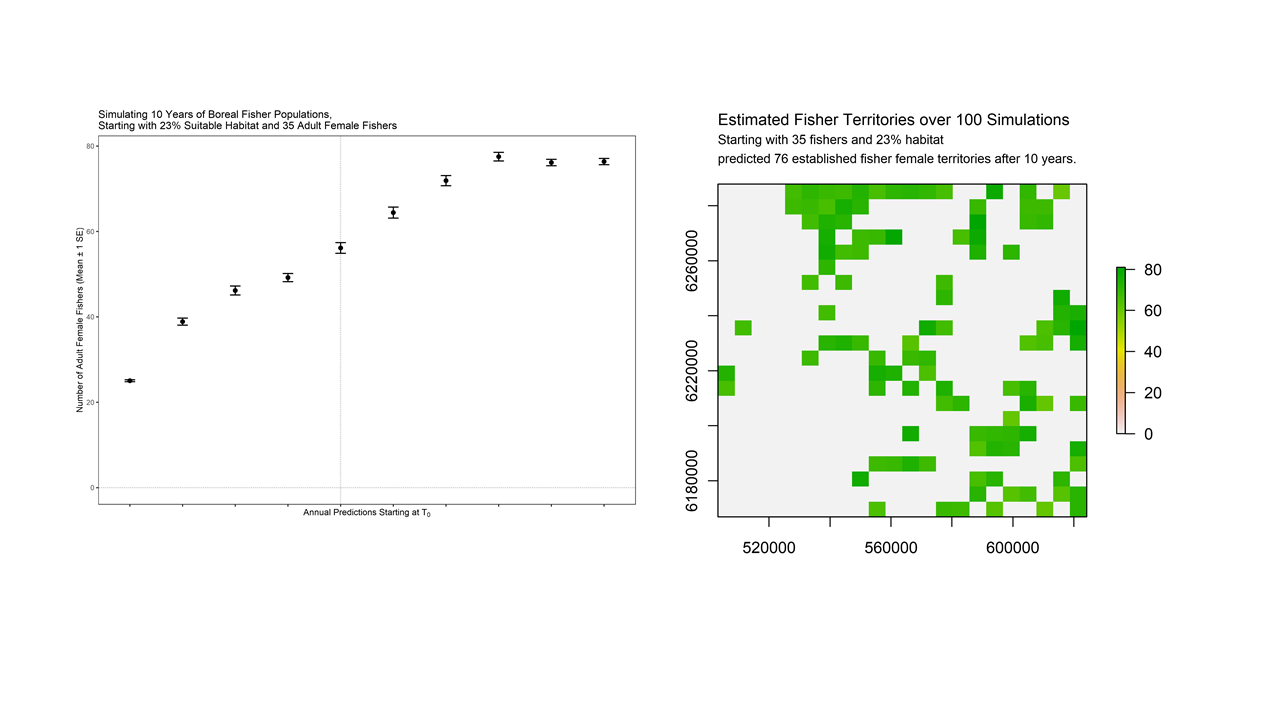 Simulating 10 Years of Boreal Fisher Populations,
Starting with 23% Suitable Habitat and 35 Adult Female Fishers
Number of Adult Female Fishers (Mean ± 1 SE)
80
60
40
20
0
Annual Predictions Starting at T₀
Estimated Fisher Territories over 100 Simulations
Starting with 35 fishers and 23% habitat
predicted 76 established fisher female territories after 10 years.
6260000
6220000
6180000
520000 560000 600000
80
60
40
20
0